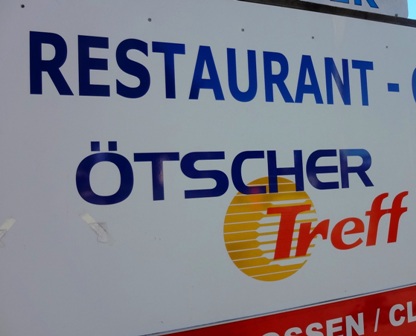 RESTAURANT -
ÖTSCHER
Treff